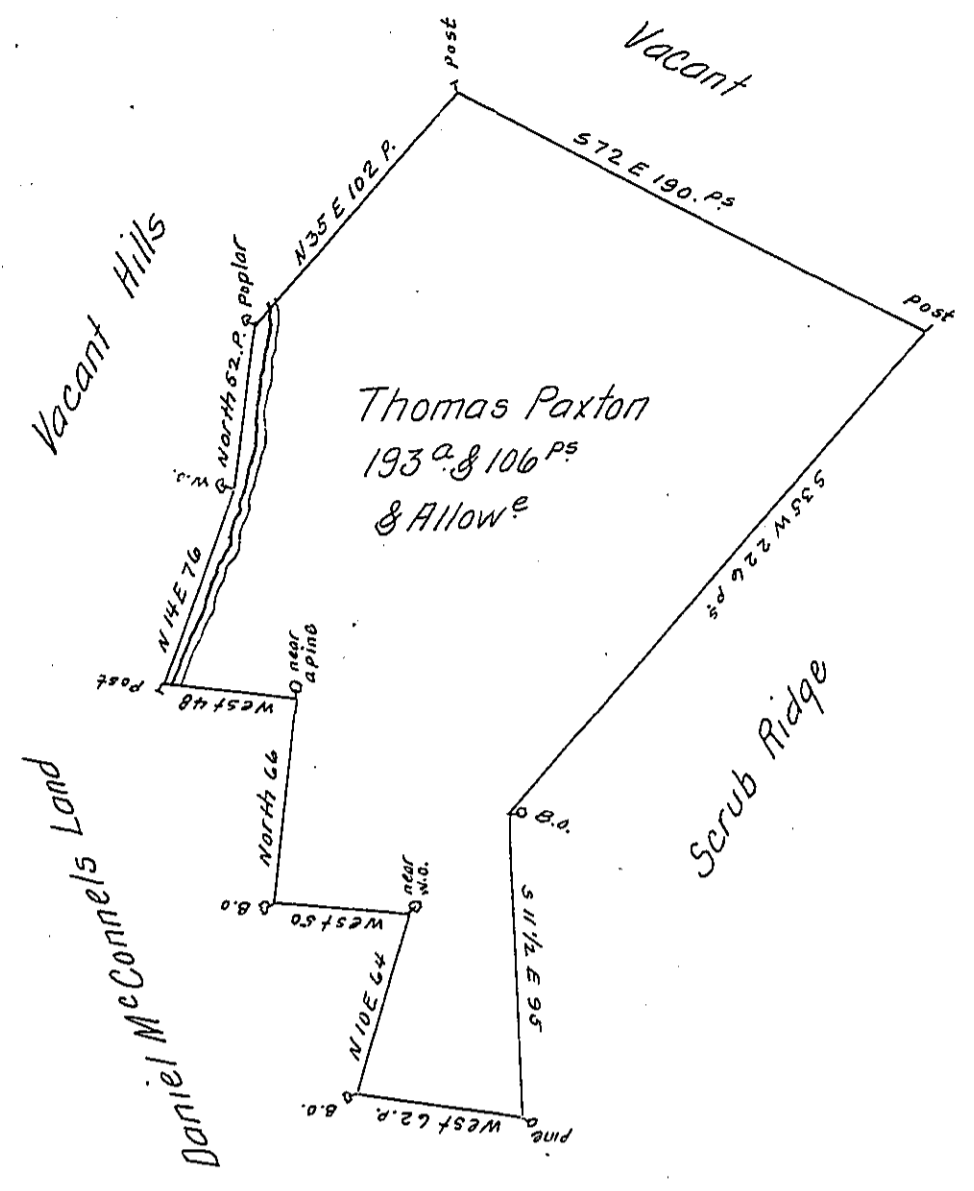 Vacant
Post
S 72 E 190. Ps
Post
N 35 E 102 P.
Vacant Hills
Poplar
North 52. P.
W.O.
Thomas Paxton
193 a. & 106 ps
& Allow e
S 35 W 226 Ps.
N 14 E 76
Post
West 48
near
a Pine
North 66
Scrub Ridge
B.O.
Daniel McConnels Land
B.O
West 50
near
W.O.
S 11 1/2 E 95
N 10 E 64
B.O.
West 62. P.
Pine